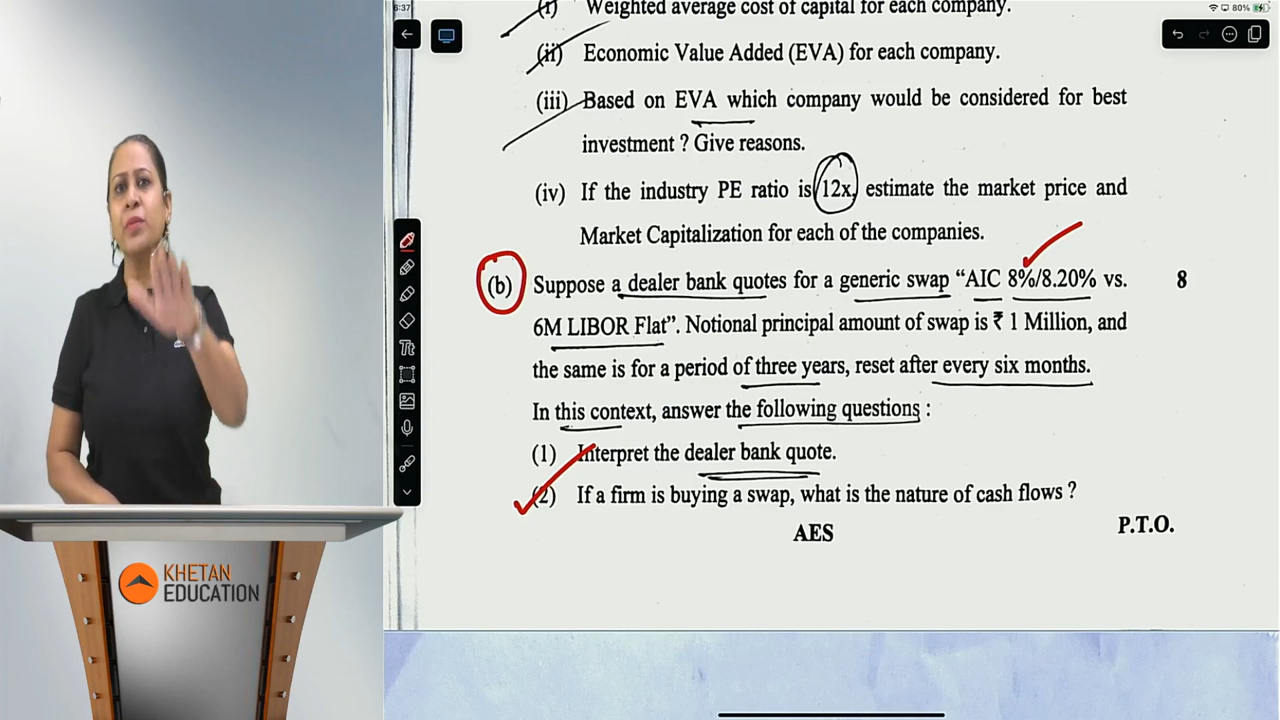 6:37
80%
(i) Weighted average cost of capital for each company.
(ii) Economic Value Added (EVA) for each company.
(iii) Based on EVA which company would be considered for best
investment ? Give reasons.
(iv) If the industry PE ratio is 12x, estimate the market price and
Market Capitalization for each of the companies.
(b) Suppose a dealer bank quotes for a generic swap “AIC 8%/8.20% vs. 8
6M LIBOR Flat”. Notional principal amount of swap is ₹ 1 Million, and
the same is for a period of three years, reset after every six months.
In this context, answer the following questions :
(1) Interpret the dealer bank quote.
(2) If a firm is buying a swap, what is the nature of cash flows ?
AES
P.T.O.
Tt
KHETAN
EDUCATION